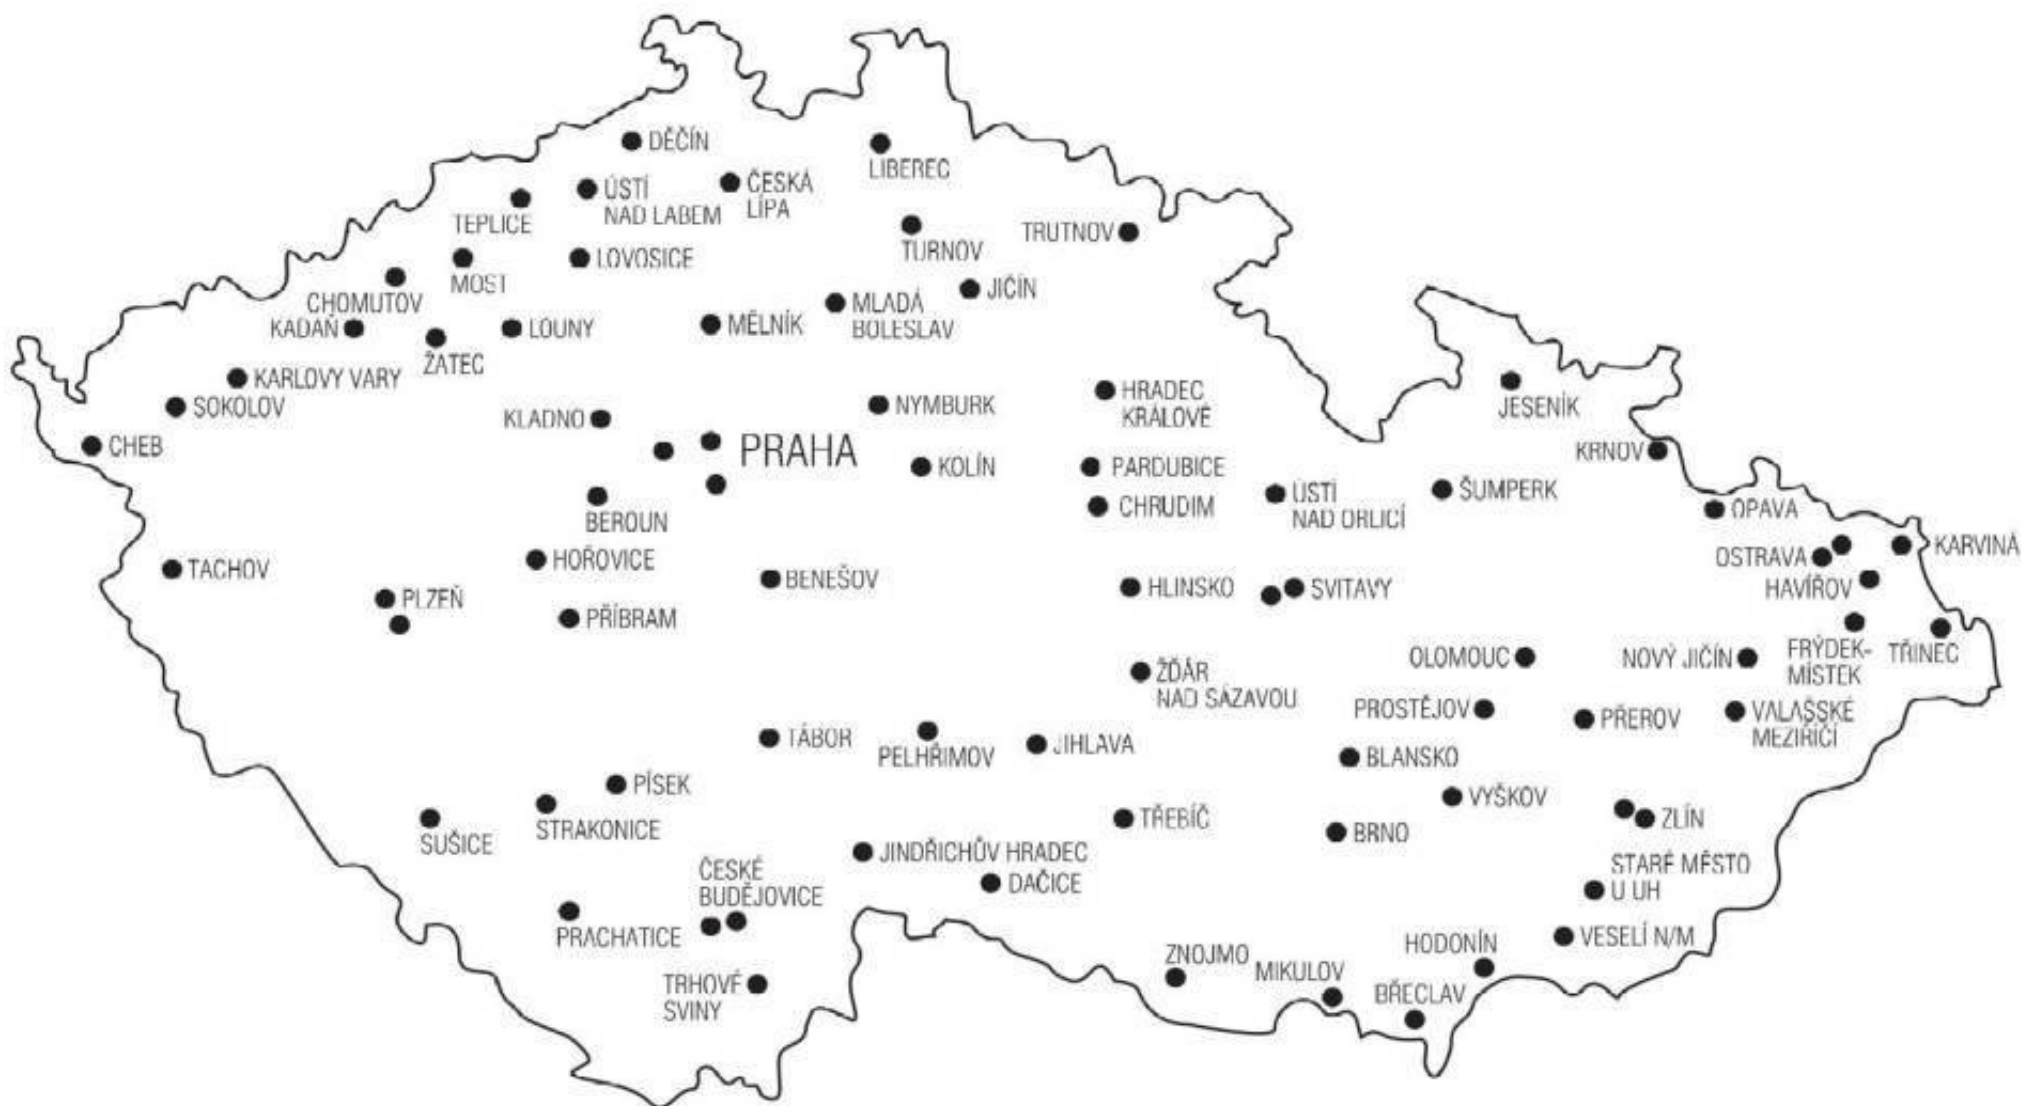 DĚČÍN
LIBEREC
ÚSTÍ
NAD LABEM
ČESKÁ
LÍPA
TEPLICE
TURNOV
TRUTNOV
LOVOSICE
MOST
CHOMUTOV
JIČÍN
MLADÁ
BOLESLAV
KADAŇ
LOUNY
MĚLNÍK
ŽATEC
KARLOVY VARY
SOKOLOV
KLADNO
NYMBURK
HRADEC
KRÁLOVÉ
JESENÍK
CHEB
PRAHA
KOLÍN
PARDUBICE
KRNOV
BEROUN
CHRUDIM
ÚSTÍ
NAD ORLICÍ
ŠUMPERK
OPAVA
TACHOV
HOŘOVICE
BENEŠOV
HLINSKO
SVITAVY
OSTRAVA
KARVINÁ
HAVÍŘOV
PLZEŇ
PŘÍBRAM
OLOMOUC
NOVÝ JIČÍN
FRÝDEK-
MÍSTEK
TŘINEC
ŽĎÁR
NAD SÁZAVOU
PROSTĚJOV
PŘEROV
VALAŠSKÉ
MEZIŘÍČÍ
TÁBOR
PELHŘIMOV
JIHLAVA
BLANSKO
PÍSEK
STRAKONICE
SUŠICE
TŘEBÍČ
BRNO
VYŠKOV
ZLÍN
JINDŘICHŮV HRADEC
DAČICE
STARÉ MĚSTO
U UH
ČESKÉ
BUDĚJOVICE
PRACHATICE
VESELÍ N/M
HODONÍN
TRHOVÉ
SVINY
ZNOJMO
MIKULOV
BŘECLAV